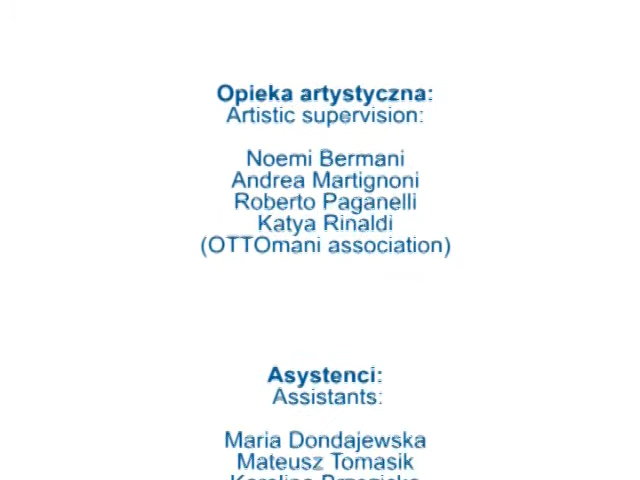 Opieka artystyczna:
Artistic supervision:
Noemi Bermani
Andrea Martignoni
Roberto Paganelli
Katya Rinaldi
(OTTOmani association)
Asystenci:
Assistants:
Maria Dondajewska
Mateusz Tomasik